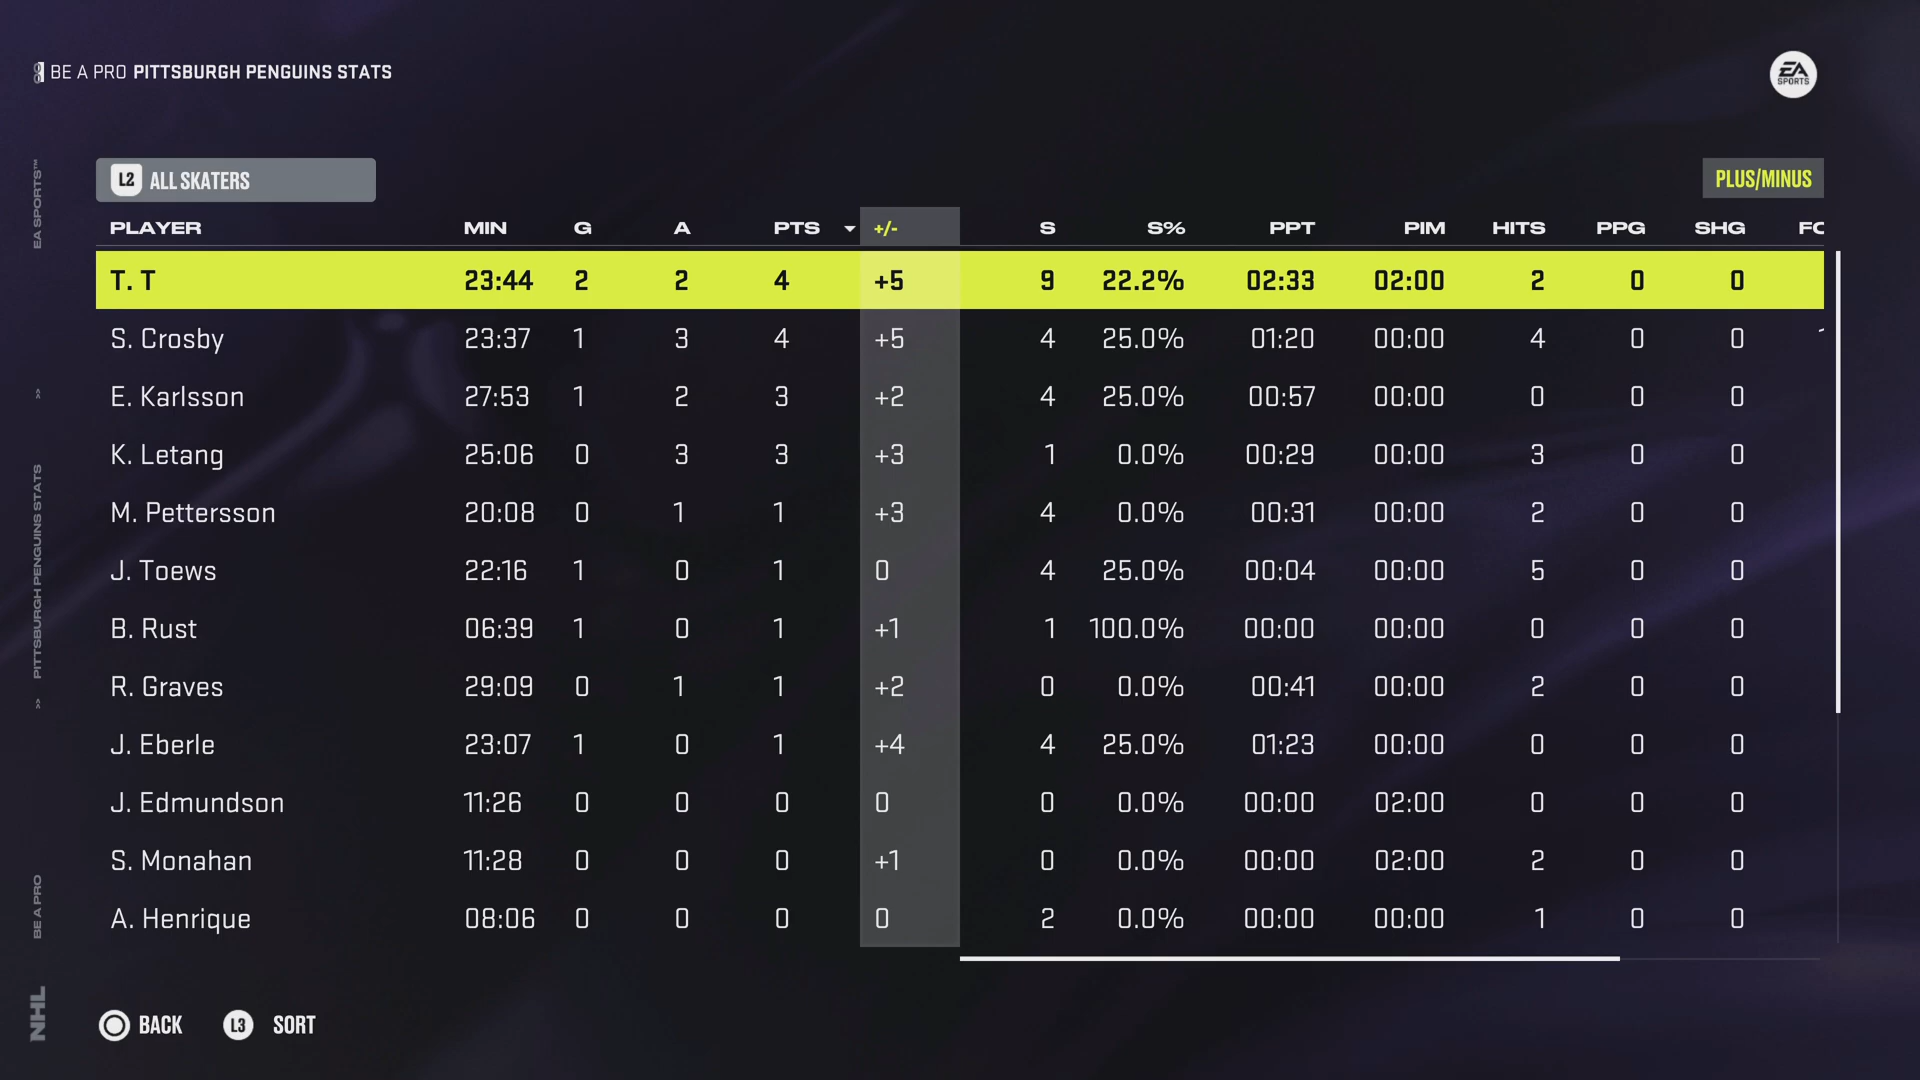 BE A PRO PITTSBURGH PENGUINS STATS
EA SPORTS
L2 ALL SKATERS
PLUS/MINUS
PLAYER MIN G A PTS +/- S S% PPT PIM HITS PPG SHG FO
T. T 23:44 2 2 4 +5 9 22.2% 02:33 02:00 2 0 0
S. Crosby 23:37 1 3 4 +5 4 25.0% 01:20 00:00 4 0 0
E. Karlsson 27:53 1 2 3 +2 4 25.0% 00:57 00:00 0 0 0
K. Letang 25:06 0 3 3 +3 1 0.0% 00:29 00:00 3 0 0
M. Pettersson 20:08 0 1 1 +3 4 0.0% 00:31 00:00 2 0 0
J. Toews 22:16 1 0 1 0 4 25.0% 00:04 00:00 5 0 0
B. Rust 06:39 1 0 1 +1 1 100.0% 00:00 00:00 0 0 0
R. Graves 29:09 0 1 1 +2 0 0.0% 00:41 00:00 2 0 0
J. Eberle 23:07 1 0 1 +4 4 25.0% 01:23 00:00 0 0 0
J. Edmundson 11:26 0 0 0 0 0 0.0% 00:00 02:00 0 0 0
S. Monahan 11:28 0 0 0 +1 0 0.0% 00:00 02:00 2 0 0
A. Henrique 08:06 0 0 0 0 2 0.0% 00:00 00:00 1 0 0
BACK L3 SORT
NHL
BE A PRO
>> PITTSBURGH PENGUINS STATS
>> EA SPORTS™